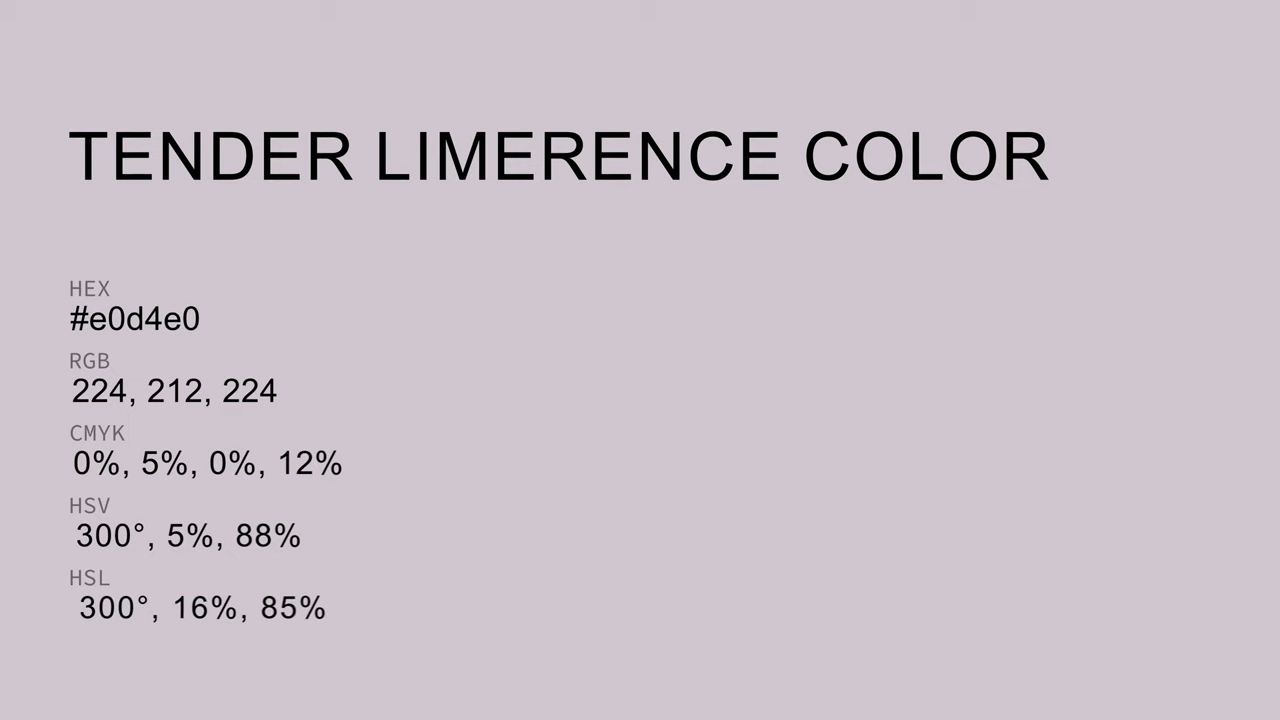 TENDER LIMERENCE COLOR
HEX
#e0d4e0
RGB
224, 212, 224
CMYK
0%, 5%, 0%, 12%
HSV
300°, 5%, 88%
HSL
300°, 16%, 85%